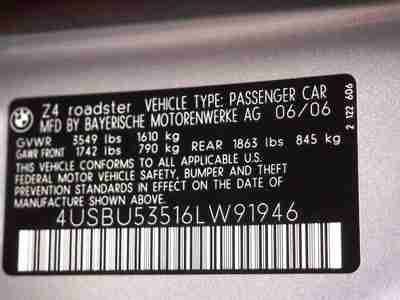 Z4 roadster VEHICLE TYPE: PASSENGER CAR
MFD BY BAYERISCHE MOTORENWERKE AG 06/06
GVWR 3549 lbs 1610 kg
GAWR FRONT 1742 lbs 790 kg REAR 1863 lbs 845 kg
THIS VEHICLE CONFORMS TO ALL APPLICABLE U.S.
FEDERAL MOTOR VEHICLE SAFETY, BUMPER, AND
THEFT PREVENTION STANDARDS IN EFFECT ON THE DATE OF
MANUFACTURE SHOWN ABOVE.
4USBU53516LW91946
2 122 606